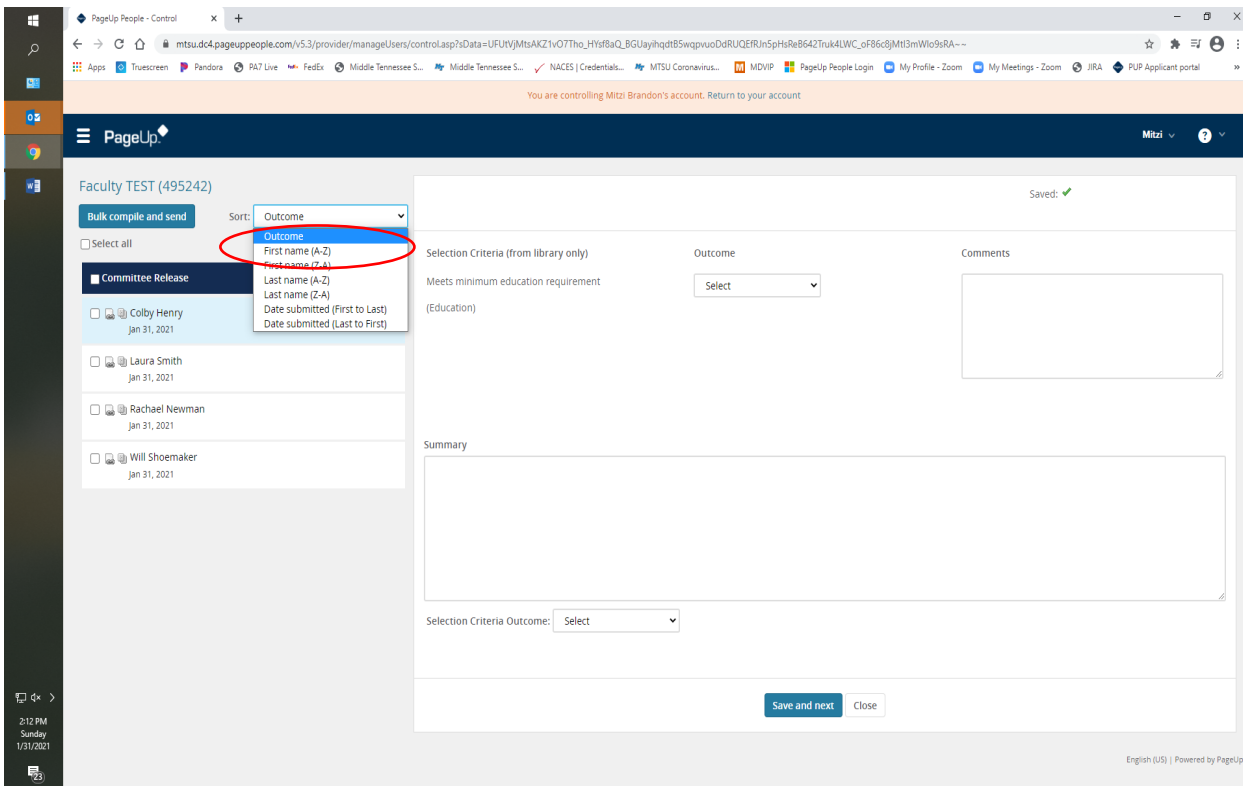 PageUp People - Control
mtsu.dc4.pageuppeople.com/v5.3/provider/manageUsers/control.asp?sData=UFUtVjMtsAKZ1vO7Tho_HYsf8aQ_BGUayihqdtB5wqpvuoDdRUQEfRJnSpHsReB642Truk4LWC_oF86c8jMtl3mWlo9sRA~~
Apps Truescreen Pandora PA7 Live FedEx Middle Tennessee S... Middle Tennessee S... NACES | Credentials... MTSU Coronavirus... MDVIP PageUp People Login My Profile - Zoom My Meetings - Zoom JIRA PUP Applicant portal »
You are controlling Mitzi Brandon's account. Return to your account
PageUp. Mitzi ?
Faculty TEST (495242)
Saved:
Bulk compile and send Sort: Outcome
Select all
Outcome
First name (A-Z)
First name (Z-A)
Last name (A-Z)
Last name (Z-A)
Date submitted (First to Last)
Date submitted (Last to First)
Committee Release
Colby Henry
Jan 31, 2021
Laura Smith
Jan 31, 2021
Rachael Newman
Jan 31, 2021
Will Shoemaker
Jan 31, 2021
Selection Criteria (from library only) Outcome Comments
Meets minimum education requirement Select
(Education)
Summary
Selection Criteria Outcome: Select
Save and next Close
English (US) | Powered by PageUp
2:12 PM
Sunday
1/31/2021
23